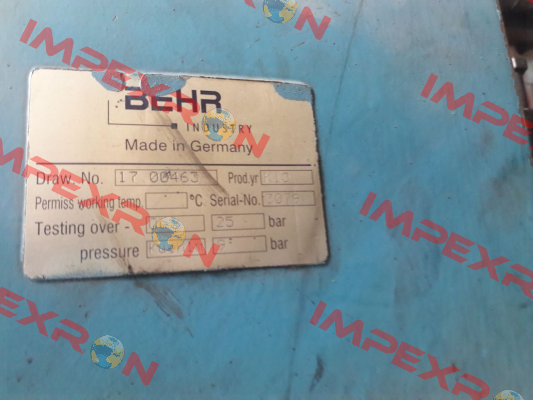 BEHR
INDUSTRY
Made in Germany
Draw. No. 17 00463 Prod.yr
Permiss working temp. °C Serial-No.
Testing over- 25 bar
pressure bar
IMPEXRON
IMPEXRON
IMPEXRON
IMPEXRON
IMPEXRON